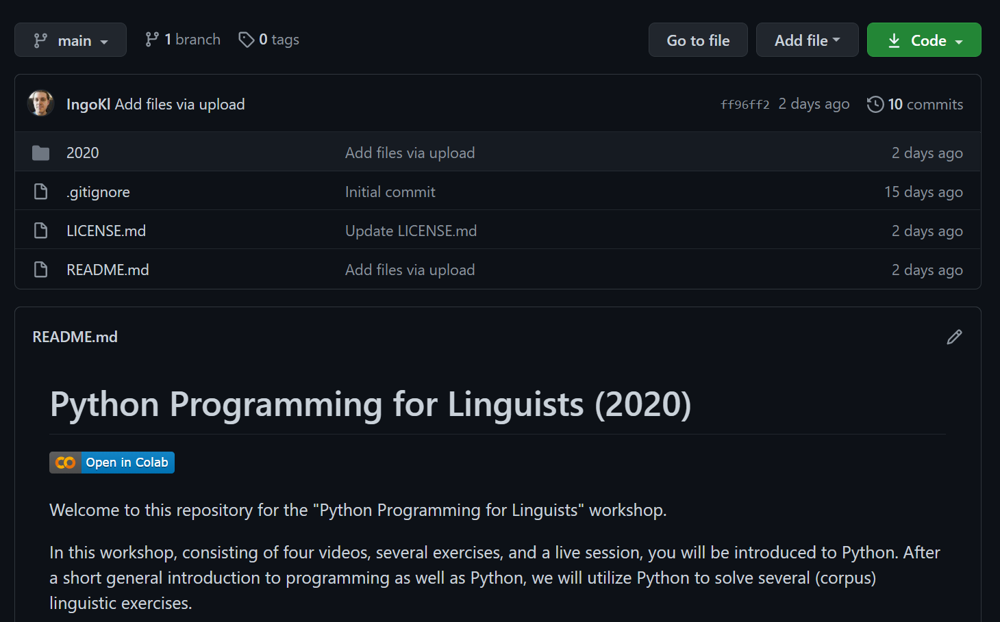 main 1 branch 0 tags Go to file Add file Code
IngoKl Add files via upload ff96ff2 2 days ago 10 commits
2020 Add files via upload 2 days ago
.gitignore Initial commit 15 days ago
LICENSE.md Update LICENSE.md 2 days ago
README.md Add files via upload 2 days ago
README.md
Python Programming for Linguists (2020)
Open in Colab
Welcome to this repository for the "Python Programming for Linguists" workshop.
In this workshop, consisting of four videos, several exercises, and a live session, you will be introduced to Python. After
a short general introduction to programming as well as Python, we will utilize Python to solve several (corpus)
linguistic exercises.